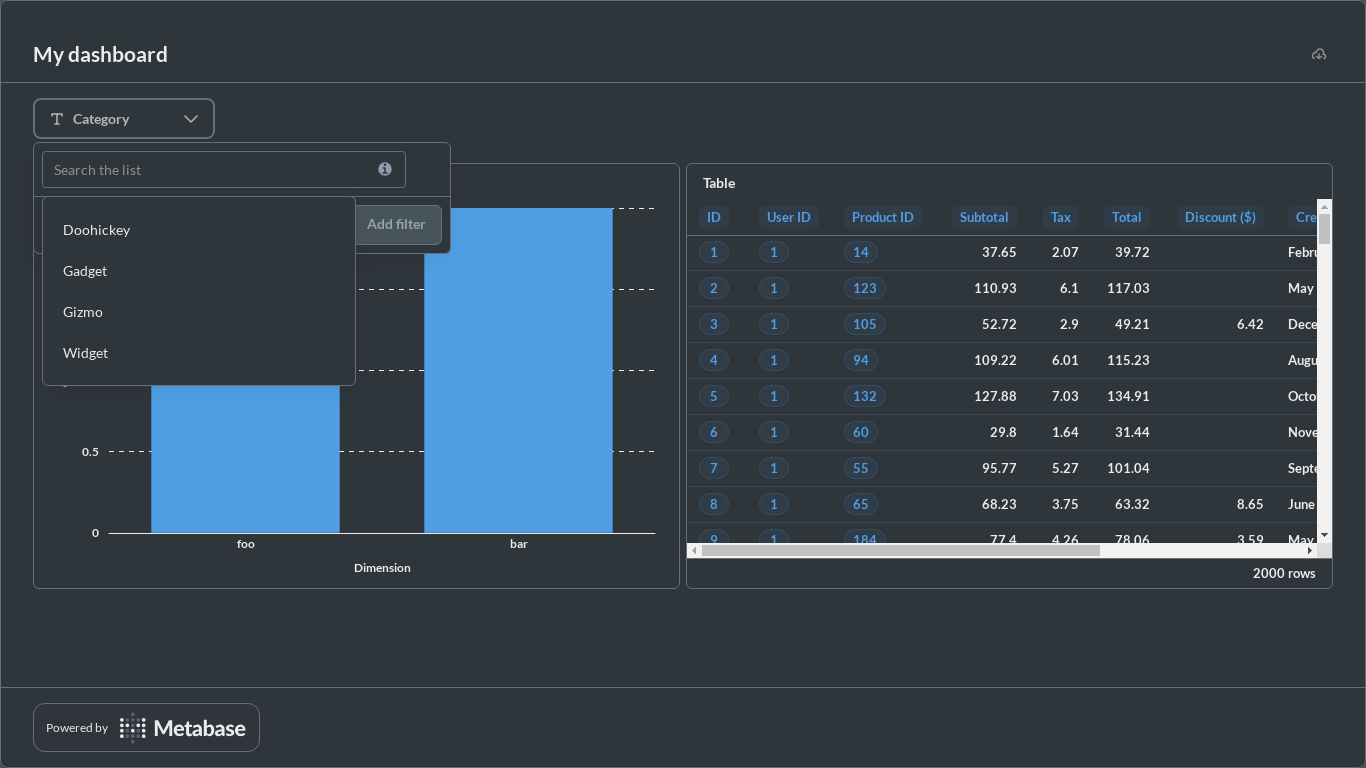 My dashboard
Category
Search the list
Add filter
Doohickey
Gadget
Gizmo
Widget
0.5
0
foo
bar
Dimension
Table
ID User ID Product ID Subtotal Tax Total Discount ($) Cre
1 1 14 37.65 2.07 39.72 Febru
2 1 123 110.93 6.1 117.03 May
3 1 105 52.72 2.9 49.21 6.42 Dece
4 1 94 109.22 6.01 115.23 Augu
5 1 132 127.88 7.03 134.91 Octo
6 1 60 29.8 1.64 31.44 Nove
7 1 55 95.77 5.27 101.04 Septe
8 1 65 68.23 3.75 63.32 8.65 June
9 1 184 77.4 4.26 78.06 3.59 May
2000 rows
Powered by Metabase